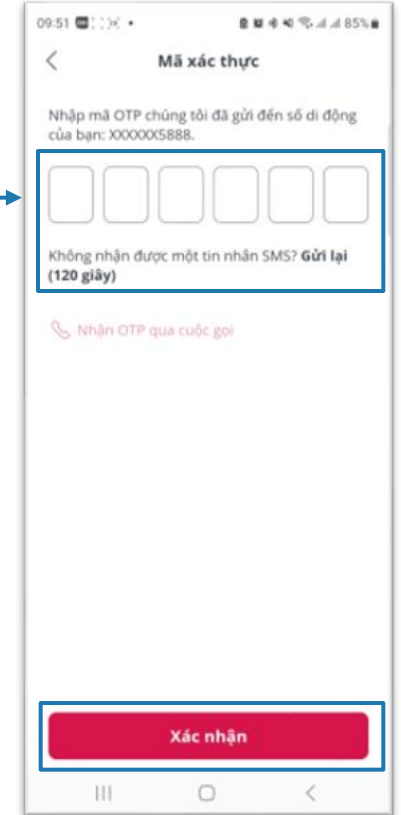 09:51
85%
Mã xác thực
Nhập mã OTP chúng tôi đã gửi đến số di động
của bạn: XXXXXX5888.
Không nhận được một tin nhắn SMS? Gửi lại
(120 giây)
Nhận OTP qua cuộc gọi
Xác nhận